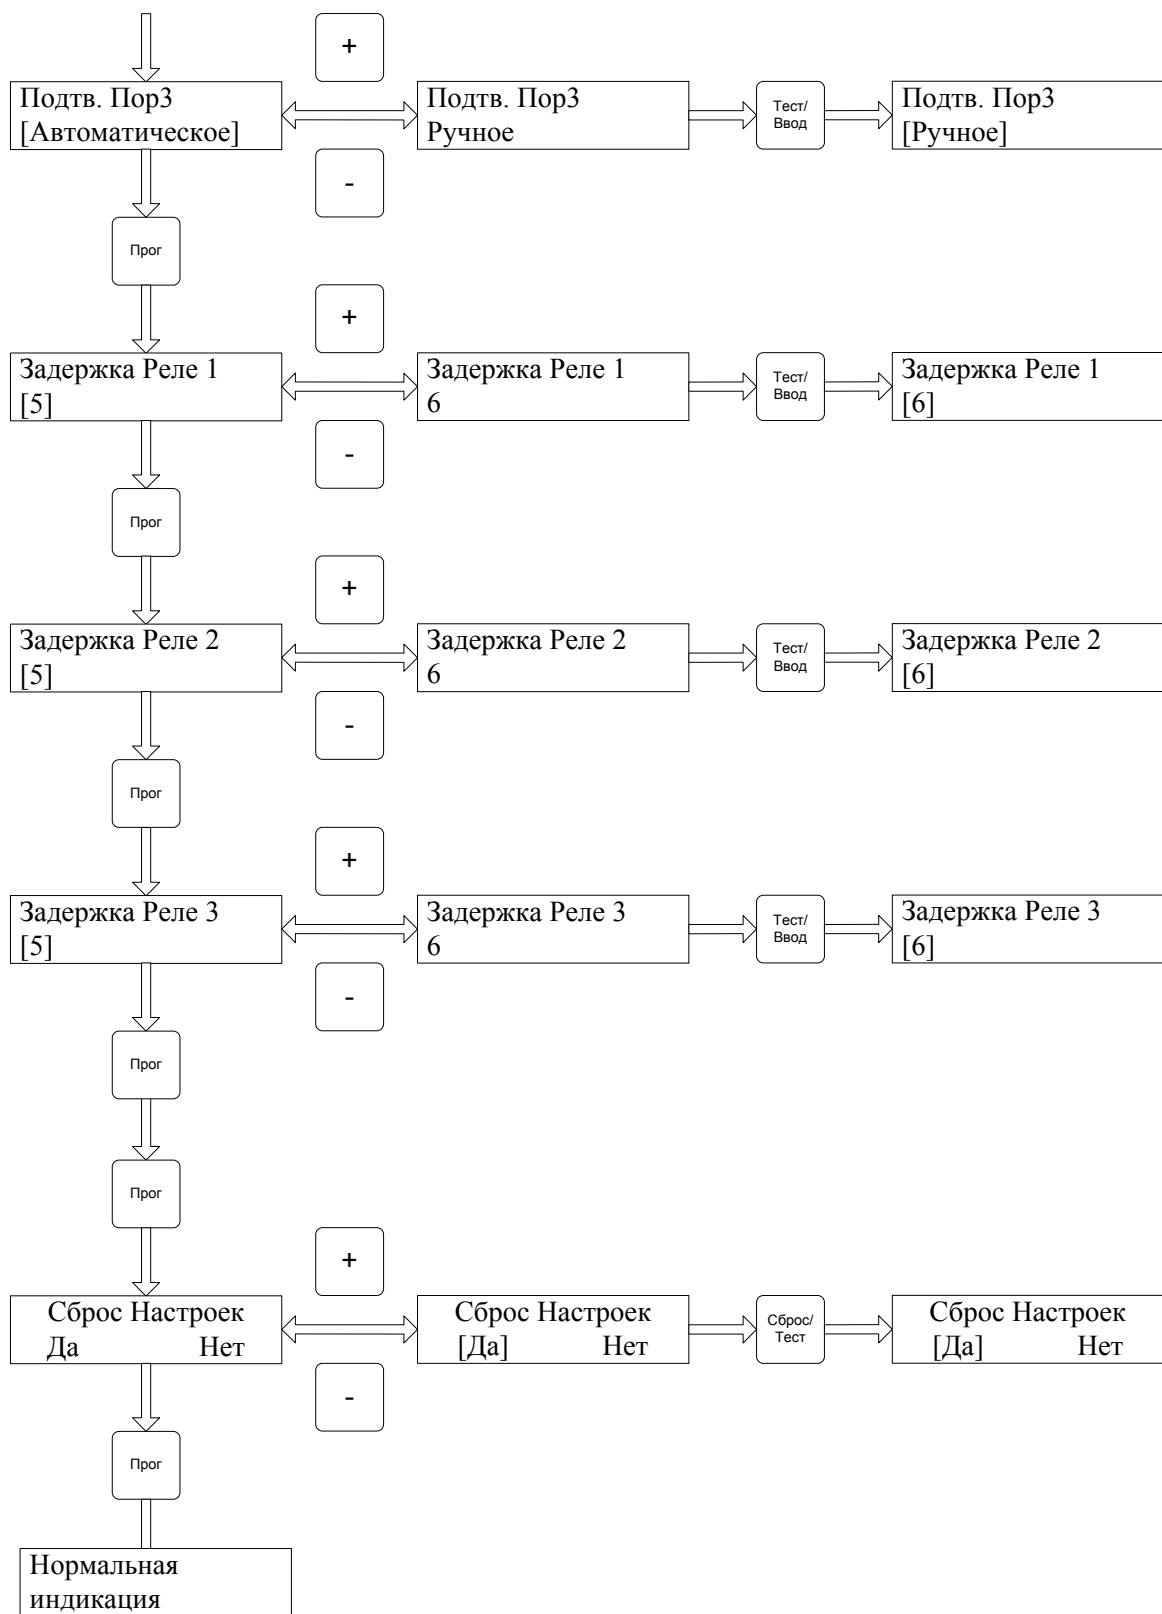 +
Подтв. Пор3
[Автоматическое]
Подтв. Пор3
Ручное
Тест/
Ввод
Подтв. Пор3
[Ручное]
-
Прог
+
Задержка Реле 1
[5]
Задержка Реле 1
6
Тест/
Ввод
Задержка Реле 1
[6]
-
Прог
+
Задержка Реле 2
[5]
Задержка Реле 2
6
Тест/
Ввод
Задержка Реле 2
[6]
-
Прог
+
Задержка Реле 3
[5]
Задержка Реле 3
6
Тест/
Ввод
Задержка Реле 3
[6]
-
Прог
Прог
+
Сброс Настроек
Да Нет
Сброс Настроек
[Да] Нет
Сброс/
Тест
Сброс Настроек
[Да] Нет
-
Прог
Нормальная
индикация